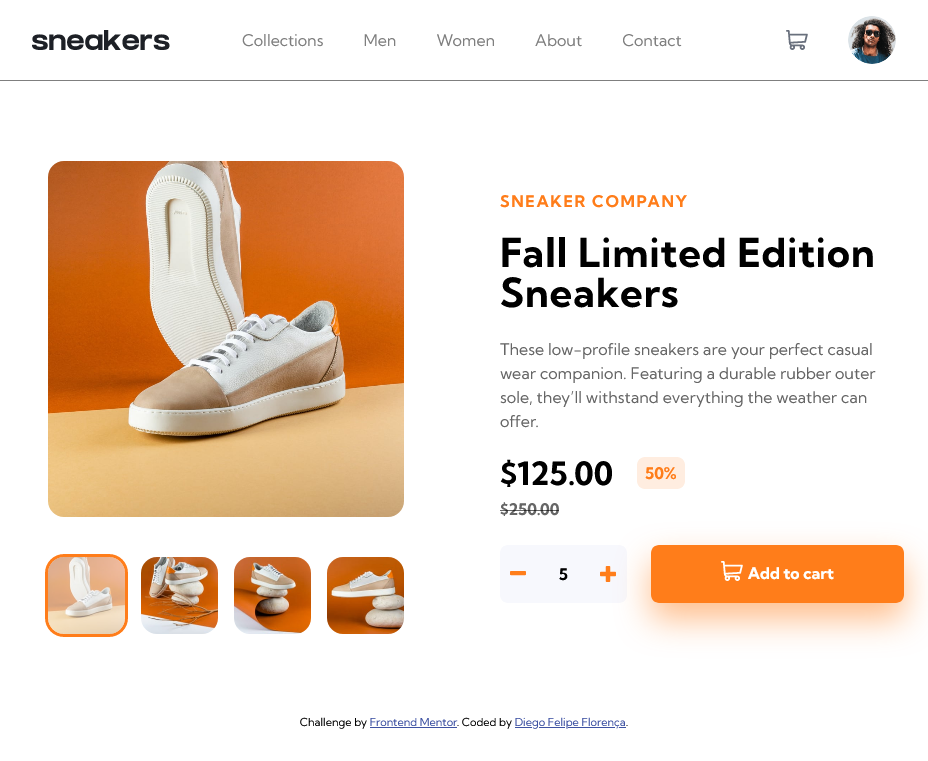 sneakers
Collections Men Women About Contact
SNEAKER COMPANY
Fall Limited Edition
Sneakers
These low-profile sneakers are your perfect casual
wear companion. Featuring a durable rubber outer
sole, they’ll withstand everything the weather can
offer.
$125.00 50%
$250.00
5
Add to cart
Challenge by Frontend Mentor. Coded by Diego Felipe Florença.